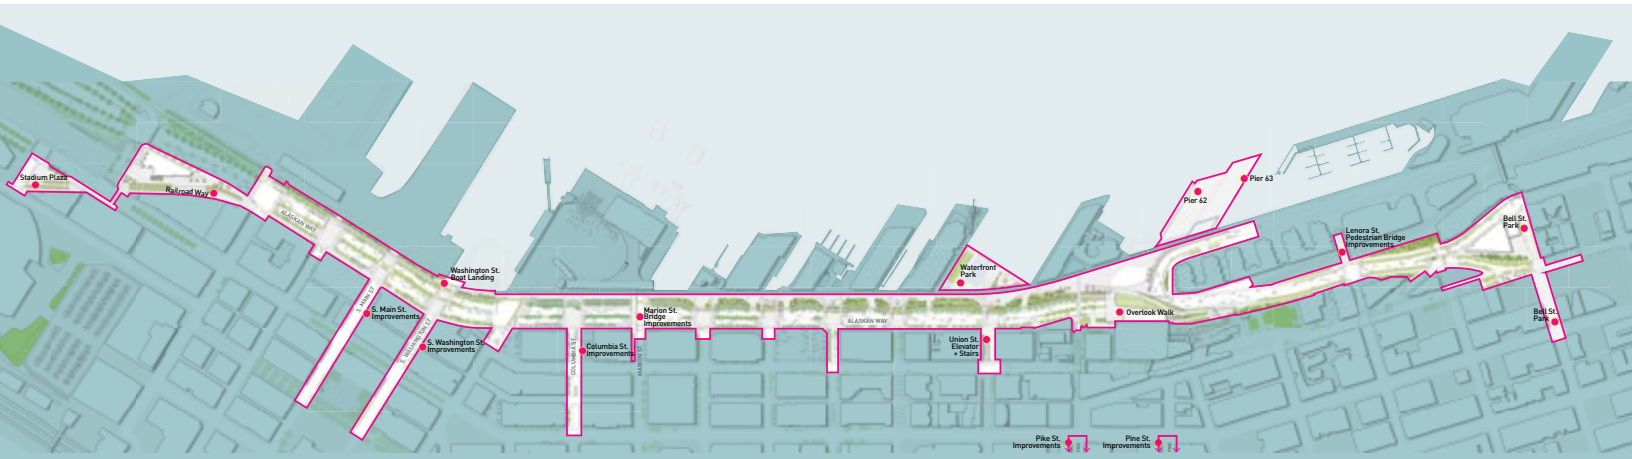 Stadium Plaza
Railroad Way
ALASKAN WAY
Washington St.
Boat Landing
S. MAIN ST
S. Main St.
Improvements
S. WASHINGTON ST
S. Washington St.
Improvements
COLUMBIA ST.
Columbia St.
Improvements
Marion St.
Bridge
Improvements
MARION ST.
ALASKAN WAY
Waterfront
Park
Union St.
Elevator
+ Stairs
Overlook Walk
Pier 62
Pier 63
Lenora St.
Pedestrian Bridge
Improvements
Bell St.
Park
Bell St.
Park
Pike St.
Improvements
Pine St.
Improvements